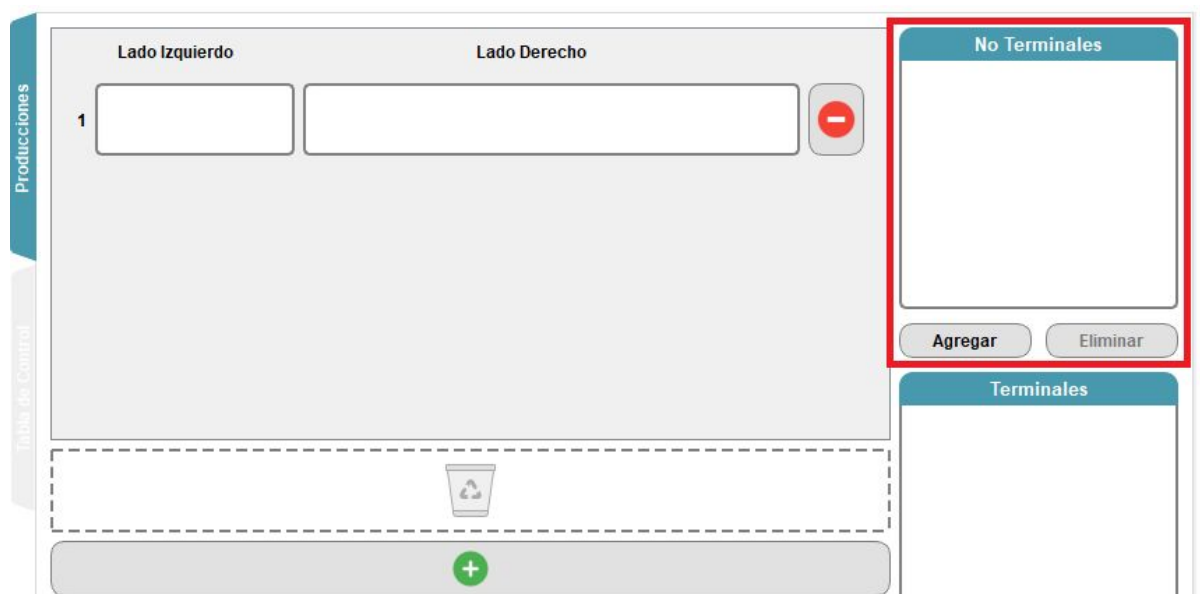 Producciones
Tabla de Control
Lado Izquierdo
Lado Derecho
1
No Terminales
Agregar
Eliminar
Terminales